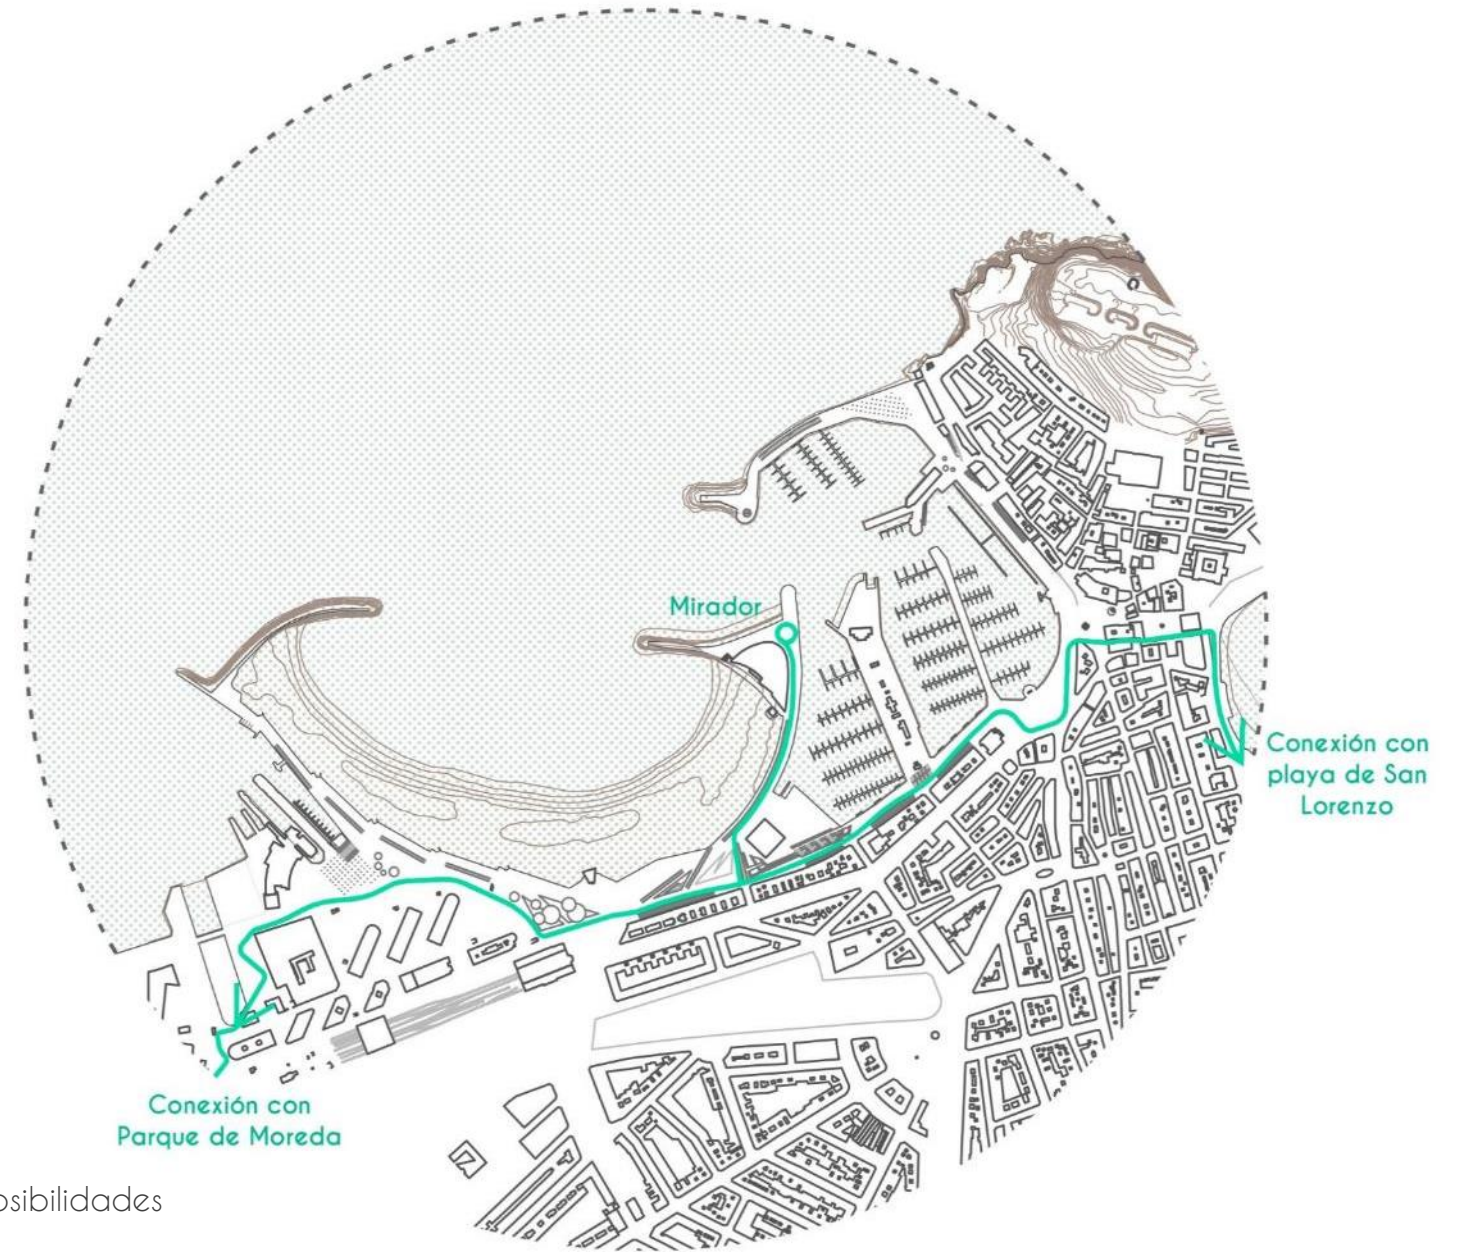 Mirador
Conexión con
playa de San
Lorenzo
Conexión con
Parque de Moreda
osibilidades